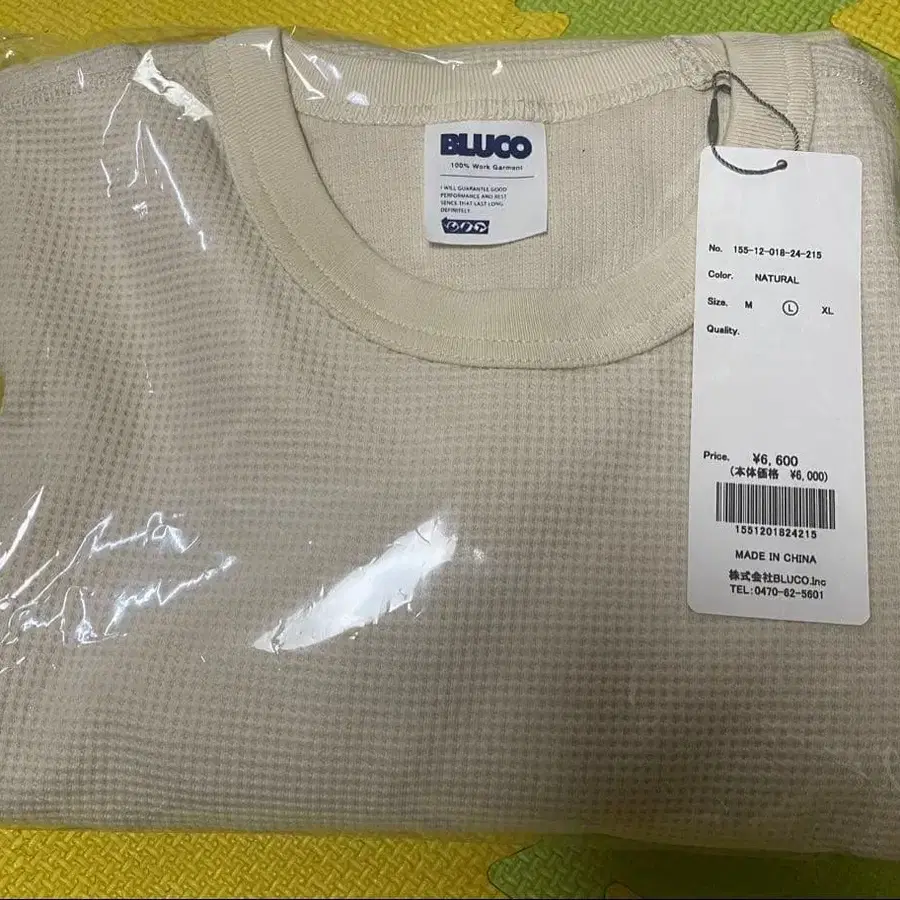 BLUCO
100% Work Garment
I WILL GUARANTEE GOOD
PERFORMANCE AND BEST
SENCE THAT LAST LONG
DEFINITELY.
No. 155-12-018-24-215
Color. NATURAL
Size. M L XL
Quality.
Price. ¥6,600
(本体価格 ¥6,000)
1551201824215
MADE IN CHINA
株式会社BLUCO.Inc
TEL:0470-62-5601